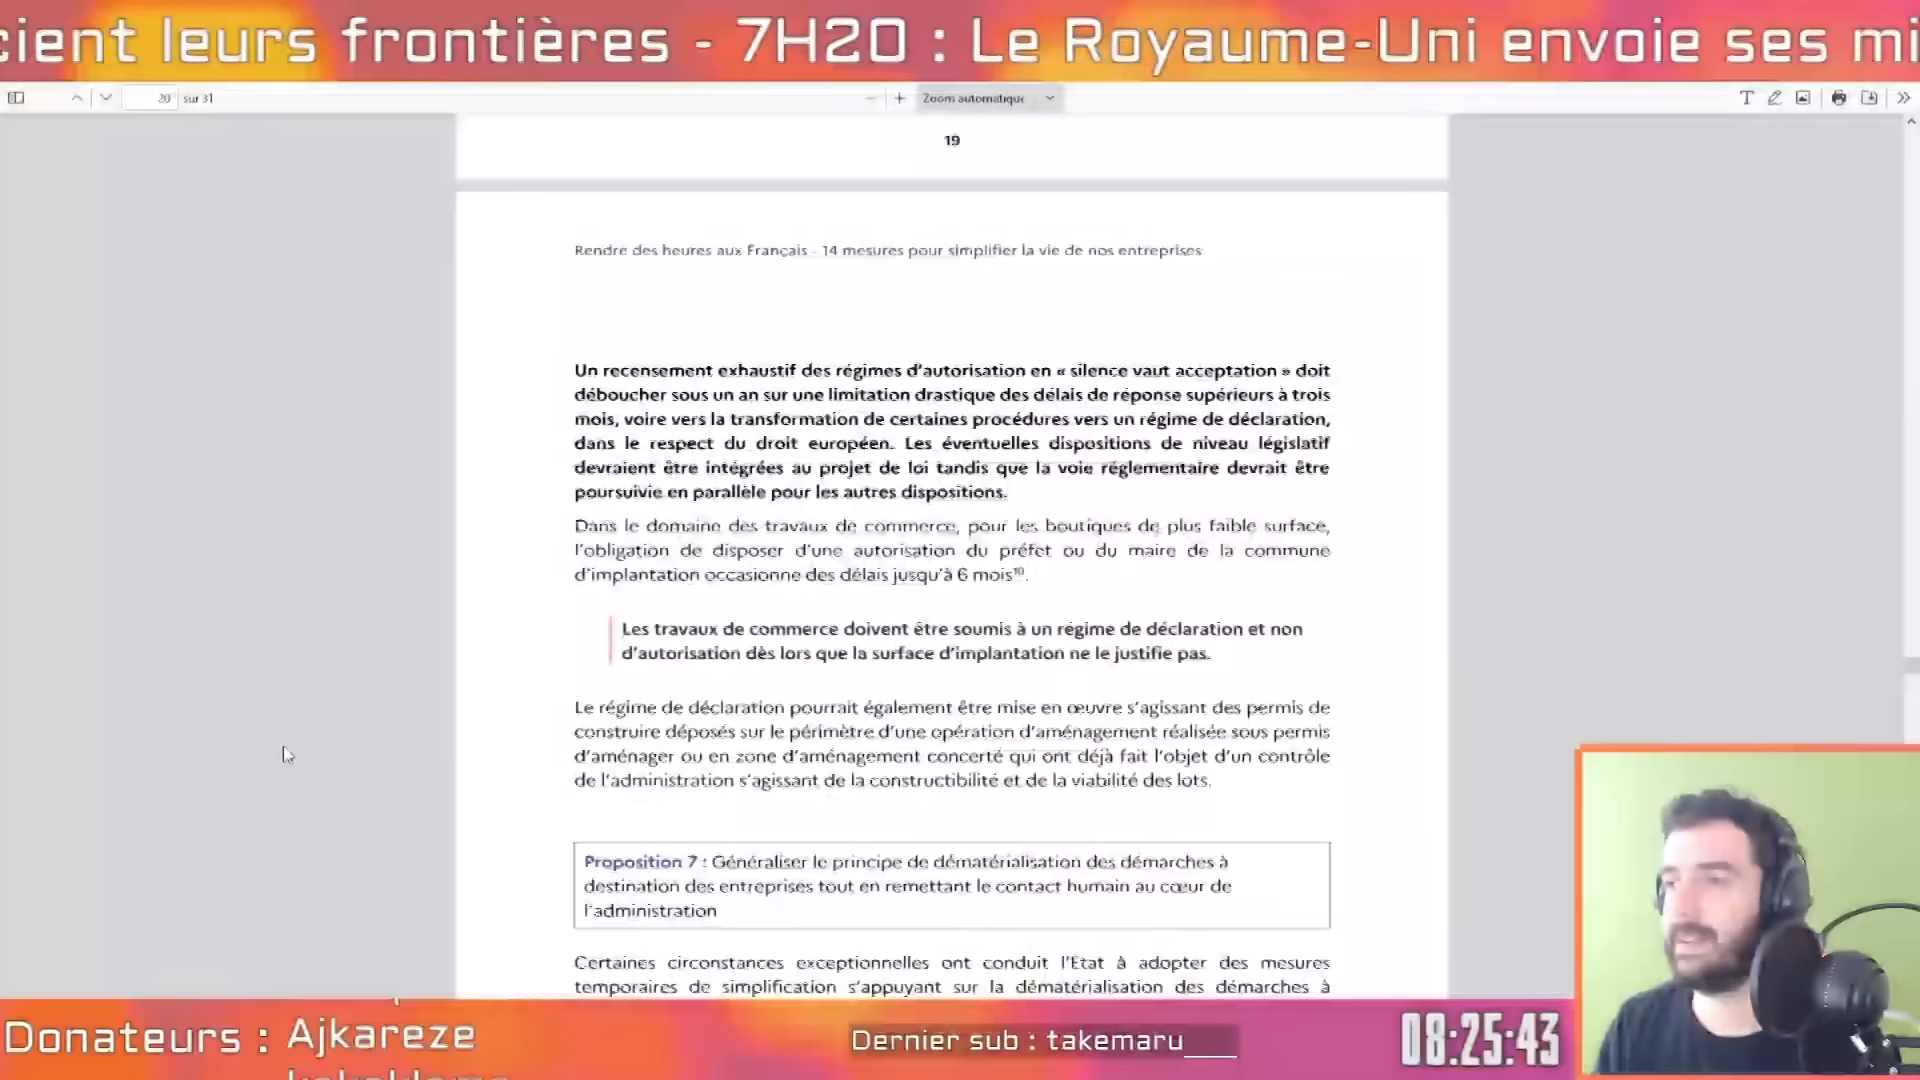 cient leurs frontières - 7H20 : Le Royaume-Uni envoie ses mi
20 sur 31
Zoom automatique
19
Rendre des heures aux Français - 14 mesures pour simplifier la vie de nos entreprises
Un recensement exhaustif des régimes d'autorisation en « silence vaut acceptation » doit
déboucher sous un an sur une limitation drastique des délais de réponse supérieurs à trois
mois, voire vers la transformation de certaines procédures vers un régime de déclaration,
dans le respect du droit européen. Les éventuelles dispositions de niveau législatif
devraient être intégrées au projet de loi tandis que la voie réglementaire devrait être
poursuivie en parallèle pour les autres dispositions.
Dans le domaine des travaux de commerce, pour les boutiques de plus faible surface,
l'obligation de disposer d'une autorisation du préfet ou du maire de la commune
d'implantation occasionne des délais jusqu'à 6 mois¹⁰.
Les travaux de commerce doivent être soumis à un régime de déclaration et non
d'autorisation dès lors que la surface d'implantation ne le justifie pas.
Le régime de déclaration pourrait également être mise en œuvre s'agissant des permis de
construire déposés sur le périmètre d'une opération d'aménagement réalisée sous permis
d'aménager ou en zone d'aménagement concerté qui ont déjà fait l'objet d'un contrôle
de l'administration s'agissant de la constructibilité et de la viabilité des lots.
Proposition 7 : Généraliser le principe de dématérialisation des démarches à
destination des entreprises tout en remettant le contact humain au cœur de
l'administration
Certaines circonstances exceptionnelles ont conduit l'Etat à adopter des mesures
temporaires de simplification s'appuyant sur la dématérialisation des démarches à
Donateurs : Ajkareze
Dernier sub : takemaru___
08:25:43